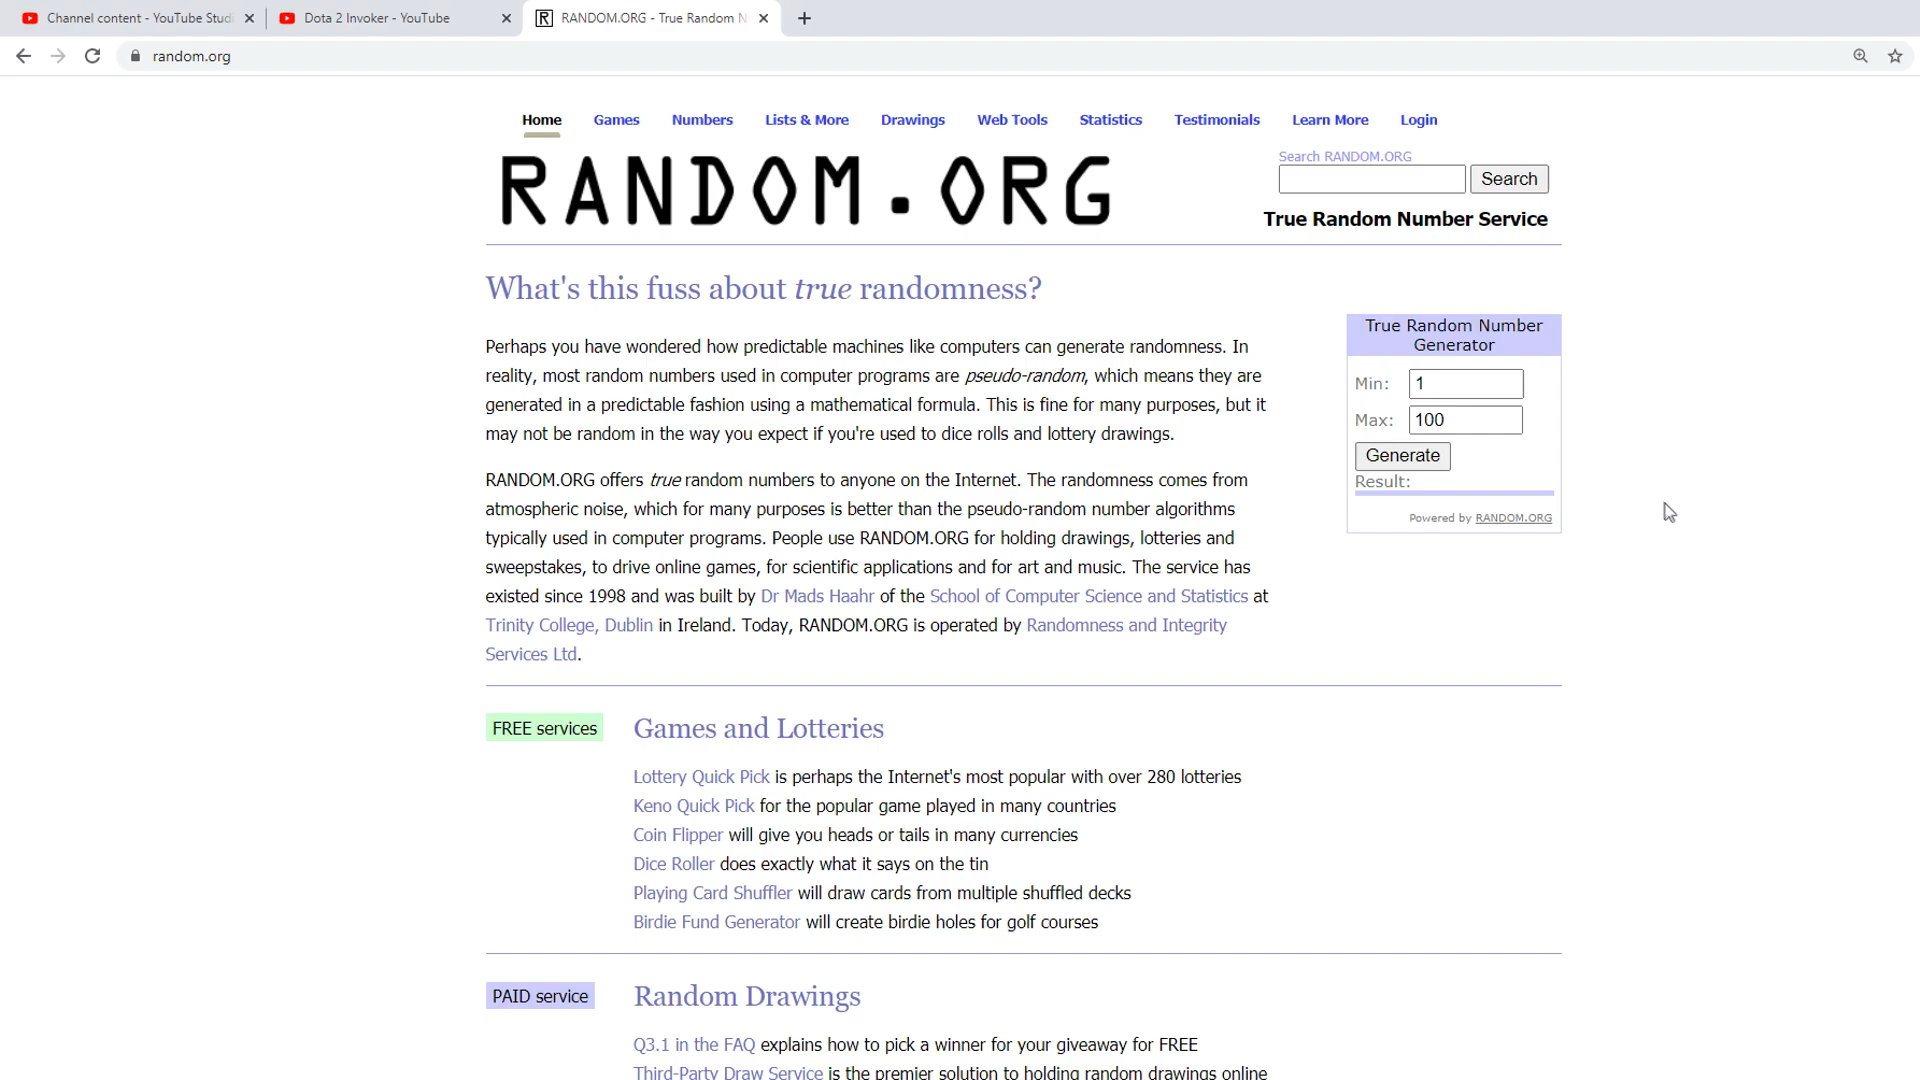 Channel content - YouTube Studi
Dota 2 Invoker - YouTube
RANDOM.ORG - True Random N
random.org
Home Games Numbers Lists & More Drawings Web Tools Statistics Testimonials Learn More Login
RANDOM.ORG
Search RANDOM.ORG
Search
True Random Number Service
What's this fuss about true randomness?
Perhaps you have wondered how predictable machines like computers can generate randomness. In
reality, most random numbers used in computer programs are pseudo-random, which means they are
generated in a predictable fashion using a mathematical formula. This is fine for many purposes, but it
may not be random in the way you expect if you're used to dice rolls and lottery drawings.
RANDOM.ORG offers true random numbers to anyone on the Internet. The randomness comes from
atmospheric noise, which for many purposes is better than the pseudo-random number algorithms
typically used in computer programs. People use RANDOM.ORG for holding drawings, lotteries and
sweepstakes, to drive online games, for scientific applications and for art and music. The service has
existed since 1998 and was built by Dr Mads Haahr of the School of Computer Science and Statistics at
Trinity College, Dublin in Ireland. Today, RANDOM.ORG is operated by Randomness and Integrity
Services Ltd.
True Random Number
Generator
Min: 1
Max: 100
Generate
Result:
Powered by RANDOM.ORG
FREE services
Games and Lotteries
Lottery Quick Pick is perhaps the Internet's most popular with over 280 lotteries
Keno Quick Pick for the popular game played in many countries
Coin Flipper will give you heads or tails in many currencies
Dice Roller does exactly what it says on the tin
Playing Card Shuffler will draw cards from multiple shuffled decks
Birdie Fund Generator will create birdie holes for golf courses
PAID service
Random Drawings
Q3.1 in the FAQ explains how to pick a winner for your giveaway for FREE
Third-Party Draw Service is the premier solution to holding random drawings online